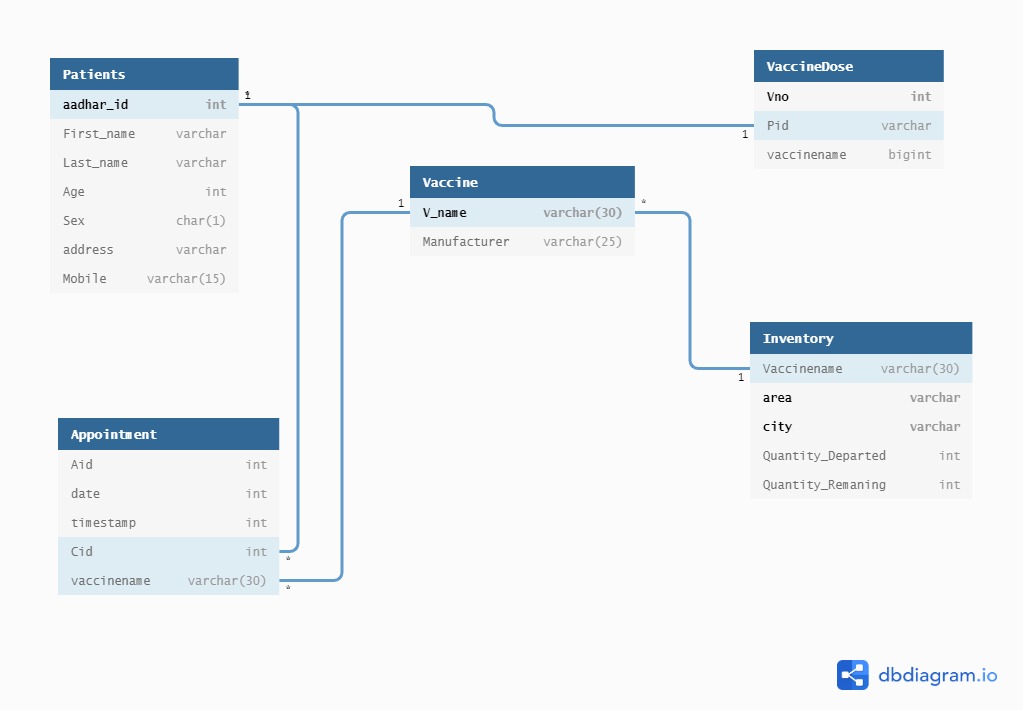 Patients
aadhar_id int
First_name varchar
Last_name varchar
Age int
Sex char(1)
address varchar
Mobile varchar(15)
1
VaccineDose
Vno int
Pid varchar
vaccinename bigint
1
Vaccine
V_name varchar(30)
Manufacturer varchar(25)
1
*
Inventory
Vaccinename varchar(30)
area varchar
city varchar
Quantity_Departed int
Quantity_Remaning int
1
Appointment
Aid int
date int
timestamp int
Cid int
vaccinename varchar(30)
*
*
dbdiagram.io